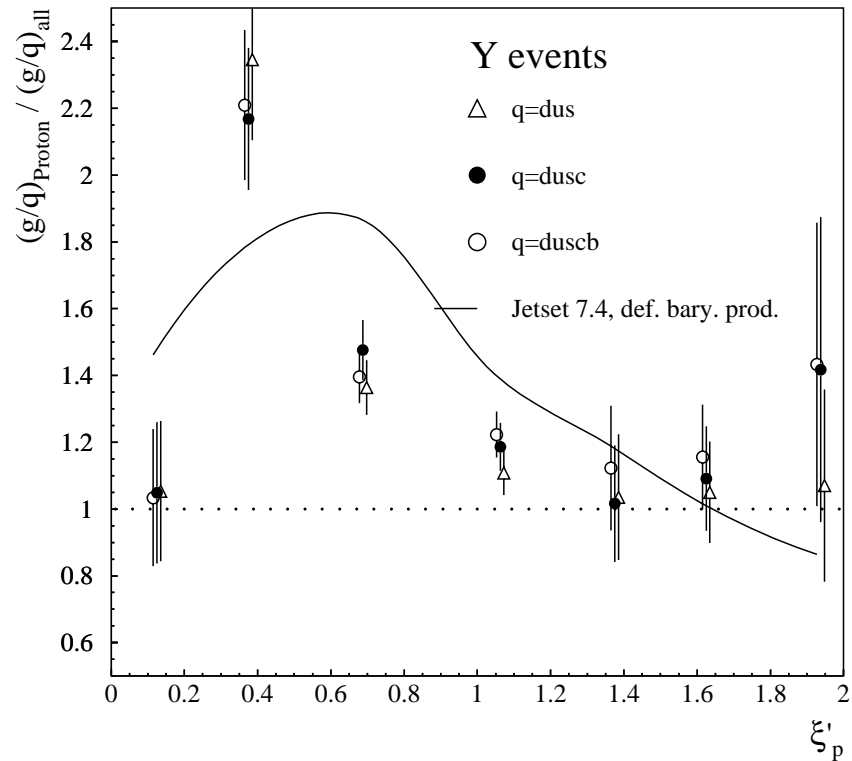 (g/q)Proton / (g/q)all
2.4
2.2
2
1.8
1.6
1.4
1.2
1
0.8
0.6
Y events
q=dus
q=dusc
q=duscb
Jetset 7.4, def. bary. prod.
0 0.2 0.4 0.6 0.8 1 1.2 1.4 1.6 1.8 2
ξ'p